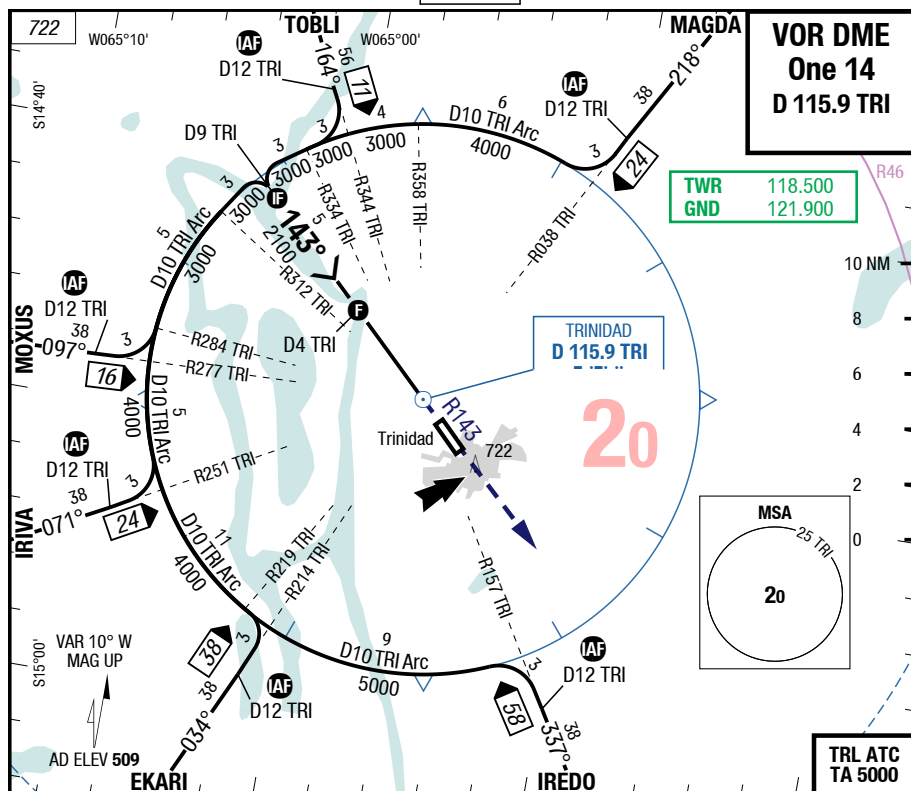 722
W065°10'
TOBLI
W065°00'
MAGDA
VOR DME
One 14
D 115.9 TRI
IAF
D12 TRI
164°
56
11
218°
38
IAF
D12 TRI
S14°40'
D9 TRI
3
3
3
4
6
D10 TRI Arc
3
24
3000
3000
3000
3000
4000
R46
TWR 118.500
GND 121.900
IF
143°
5
2100
R334 TRI
R344 TRI
R358 TRI
R038 TRI
R312 TRI
5
D10 TRI Arc
3000
10 NM
IAF
D12 TRI
MOXUS
38
097°
3
16
F
D4 TRI
R284 TRI
R277 TRI
8
TRINIDAD
D 115.9 TRI
6
4000
5
D10 TRI Arc
R143
Trinidad
722
20
4
IAF
D12 TRI
R251 TRI
38
3
071°
24
IRIVA
2
MSA
25 TRI
20
0
11
D10 TRI Arc
4000
R219 TRI
R214 TRI
R157 TRI
VAR 10° W
MAG UP
S15°00'
38
3
9
D10 TRI Arc
5000
3
IAF
D12 TRI
IAF
D12 TRI
38
034°
58
38
337°
AD ELEV 509
EKARI
IREDO
TRL ATC
TA 5000